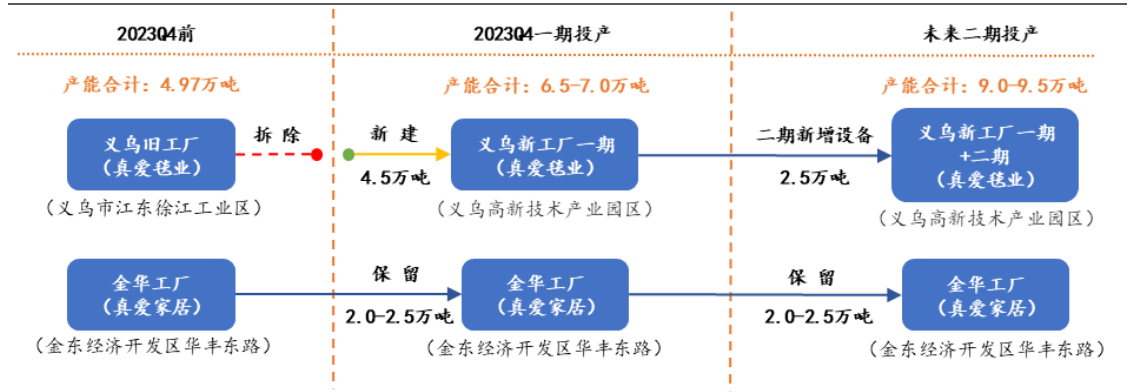 2023Q4前
2023Q4一期投产
未来二期投产
产能合计：4.97万吨
产能合计：6.5-7.0万吨
产能合计：9.0-9.5万吨
义乌旧工厂
（真爱毯业）
拆 除
新 建
4.5万吨
义乌新工厂一期
（真爱毯业）
二期新增设备
2.5万吨
义乌新工厂一期
+二期
（真爱毯业）
（义乌市江东徐江工业区）
（义乌高新技术产业园区）
（义乌高新技术产业园区）
金华工厂
（真爱家居）
保 留
2.0-2.5万吨
金华工厂
（真爱家居）
保 留
2.0-2.5万吨
金华工厂
（真爱家居）
（金东经济开发区华丰东路）
（金东经济开发区华丰东路）
（金东经济开发区华丰东路）